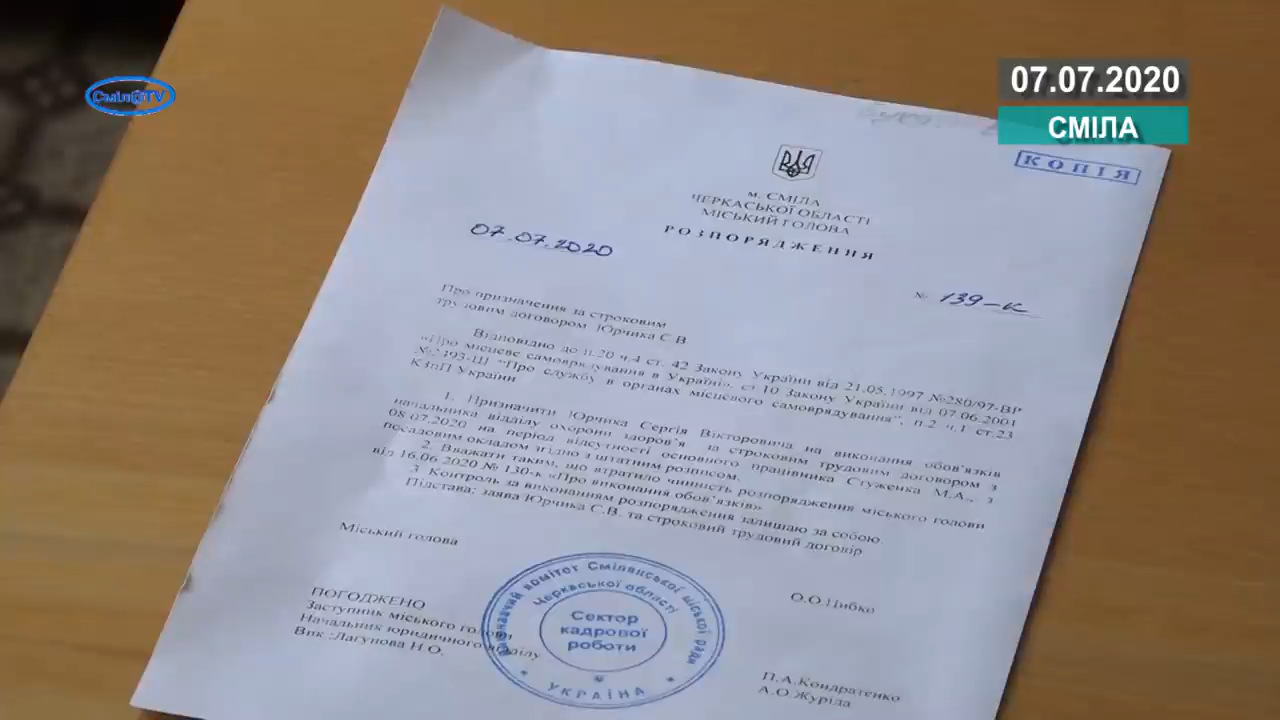 СмілаTV
07.07.2020
СМІЛА
КОПІЯ
м. СМІЛА
ЧЕРКАСЬКОЇ ОБЛАСТІ
МІСЬКИЙ ГОЛОВА
РОЗПОРЯДЖЕННЯ
07.07.2020
№ 139-к
Про призначення за строковим
трудовим договором Юрчика С.В
Відповідно до п.20 ч.4 ст. 42 Закону України від 21.05.1997 №280/97-ВР
«Про місцеве самоврядування в Україні», ст.10 Закону України від 07.06.2001
№2493-ІІІ "Про службу в органах місцевого самоврядування", п.2 ч.1 ст.23
КЗпП України
1. Призначити Юрчика Сергія Вікторовича на виконання обов'язків
начальника відділу охорони здоров'я за строковим трудовим договором з
08.07.2020 на період відсутності основного працівника Стуженка М.А., з
посадовим окладом згідно з штатним розписом.
2. Вважати таким, що втратило чинність розпорядження міського голови
від 16.06.2020 № 130-к «Про виконання обов'язків»
3. Контроль за виконанням розпорядження залишаю за собою
Підстава: заява Юрчика С.В. та строковий трудовий договір
Міський голова
О.О.Цибко
ПОГОДЖЕНО
Заступник міського голови
П.А.Кондратенко
Начальник юридичного відділу
А.О.Журіда
Вик.:Лагунова Н.О.
Виконавчий комітет Смілянської міської ради
Черкаської області
Сектор
кадрової
роботи
* УКРАЇНА *